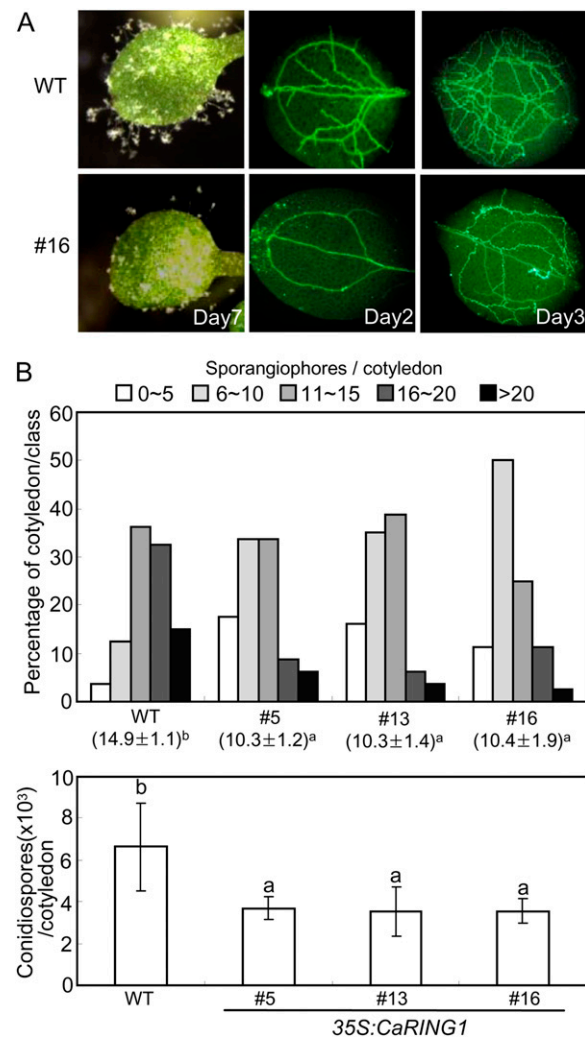 A
WT
#16
Day7
Day2
Day3
B
Sporangiophores / cotyledon
0~5 6~10 11~15 16~20 >20
Percentage of cotyledon/class
60
50
40
30
20
10
0
WT #5 #13 #16
(14.9±1.1)ᵇ (10.3±1.2)ᵃ (10.3±1.4)ᵃ (10.4±1.9)ᵃ
Conidiospores(x10³)
/cotyledon
10
8
6
4
2
0
b a a a
WT #5 #13 #16
35S:CaRING1